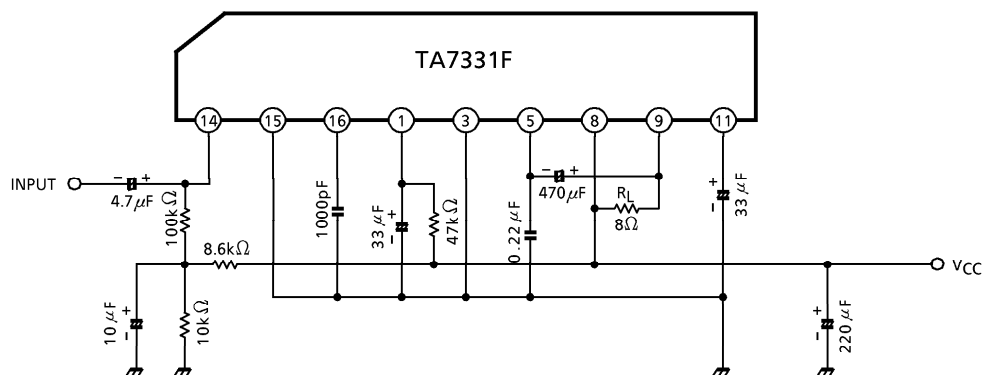 TA7331F
14 15 16 1 3 5 8 9 11
INPUT
− +
4.7μF
100kΩ
8.6kΩ
10μF
+
−
10kΩ
1000pF
33μF
−
47kΩ
− +
470μF
0.22μF
RL
8Ω
+
−
33μF
VCC
+
−
220μF